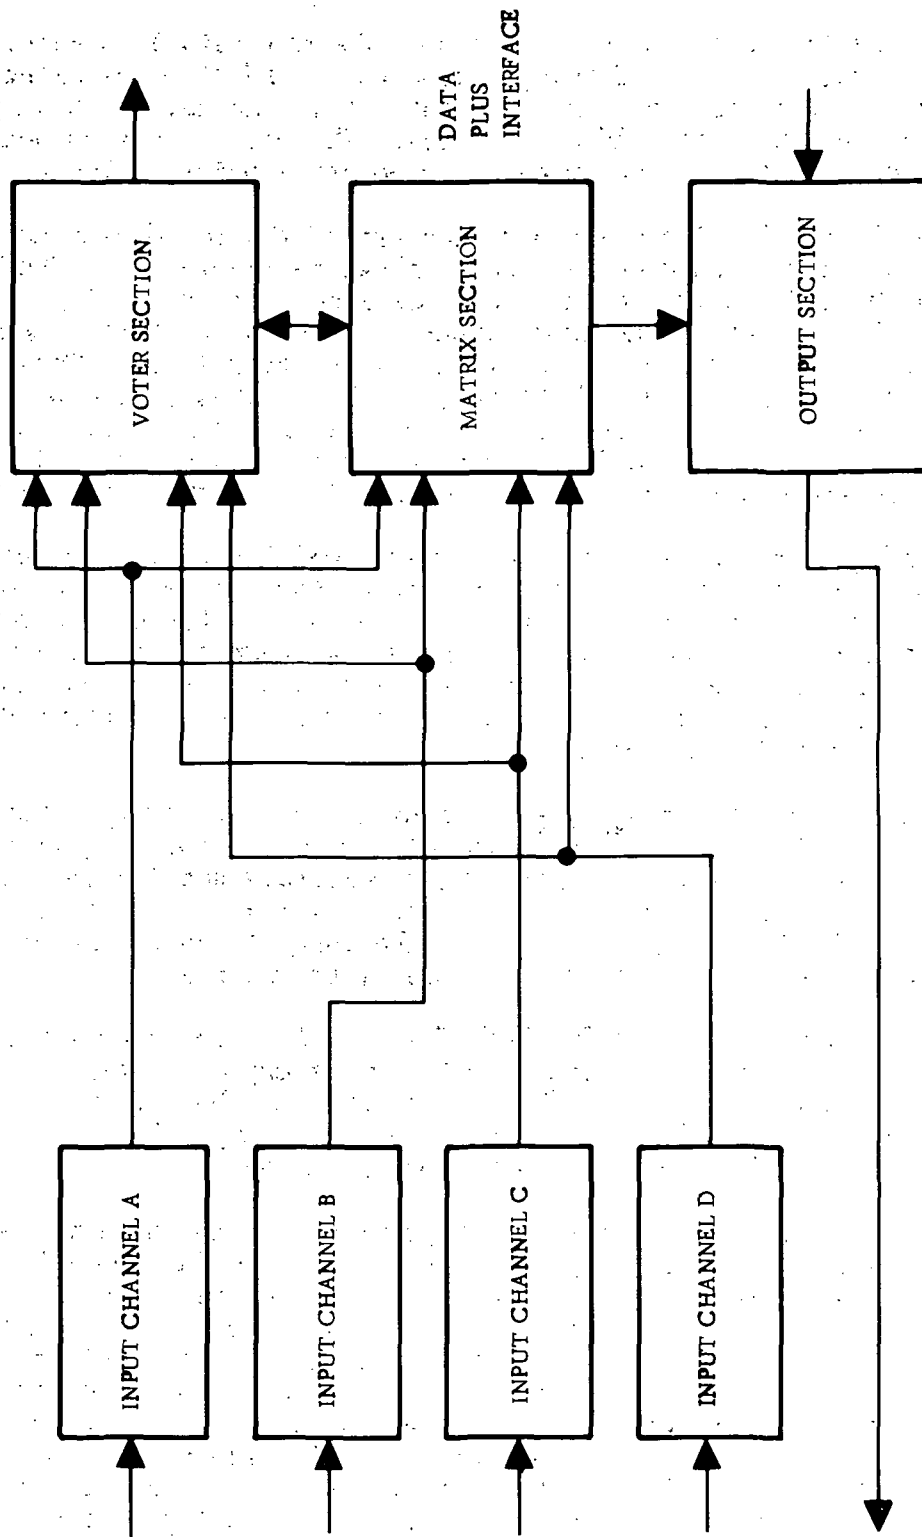 INPUT CHANNEL A
INPUT CHANNEL B
INPUT CHANNEL C
INPUT CHANNEL D
VOTER SECTION
MATRIX SECTION
OUTPUT SECTION
DATA
PLUS
INTERFACE